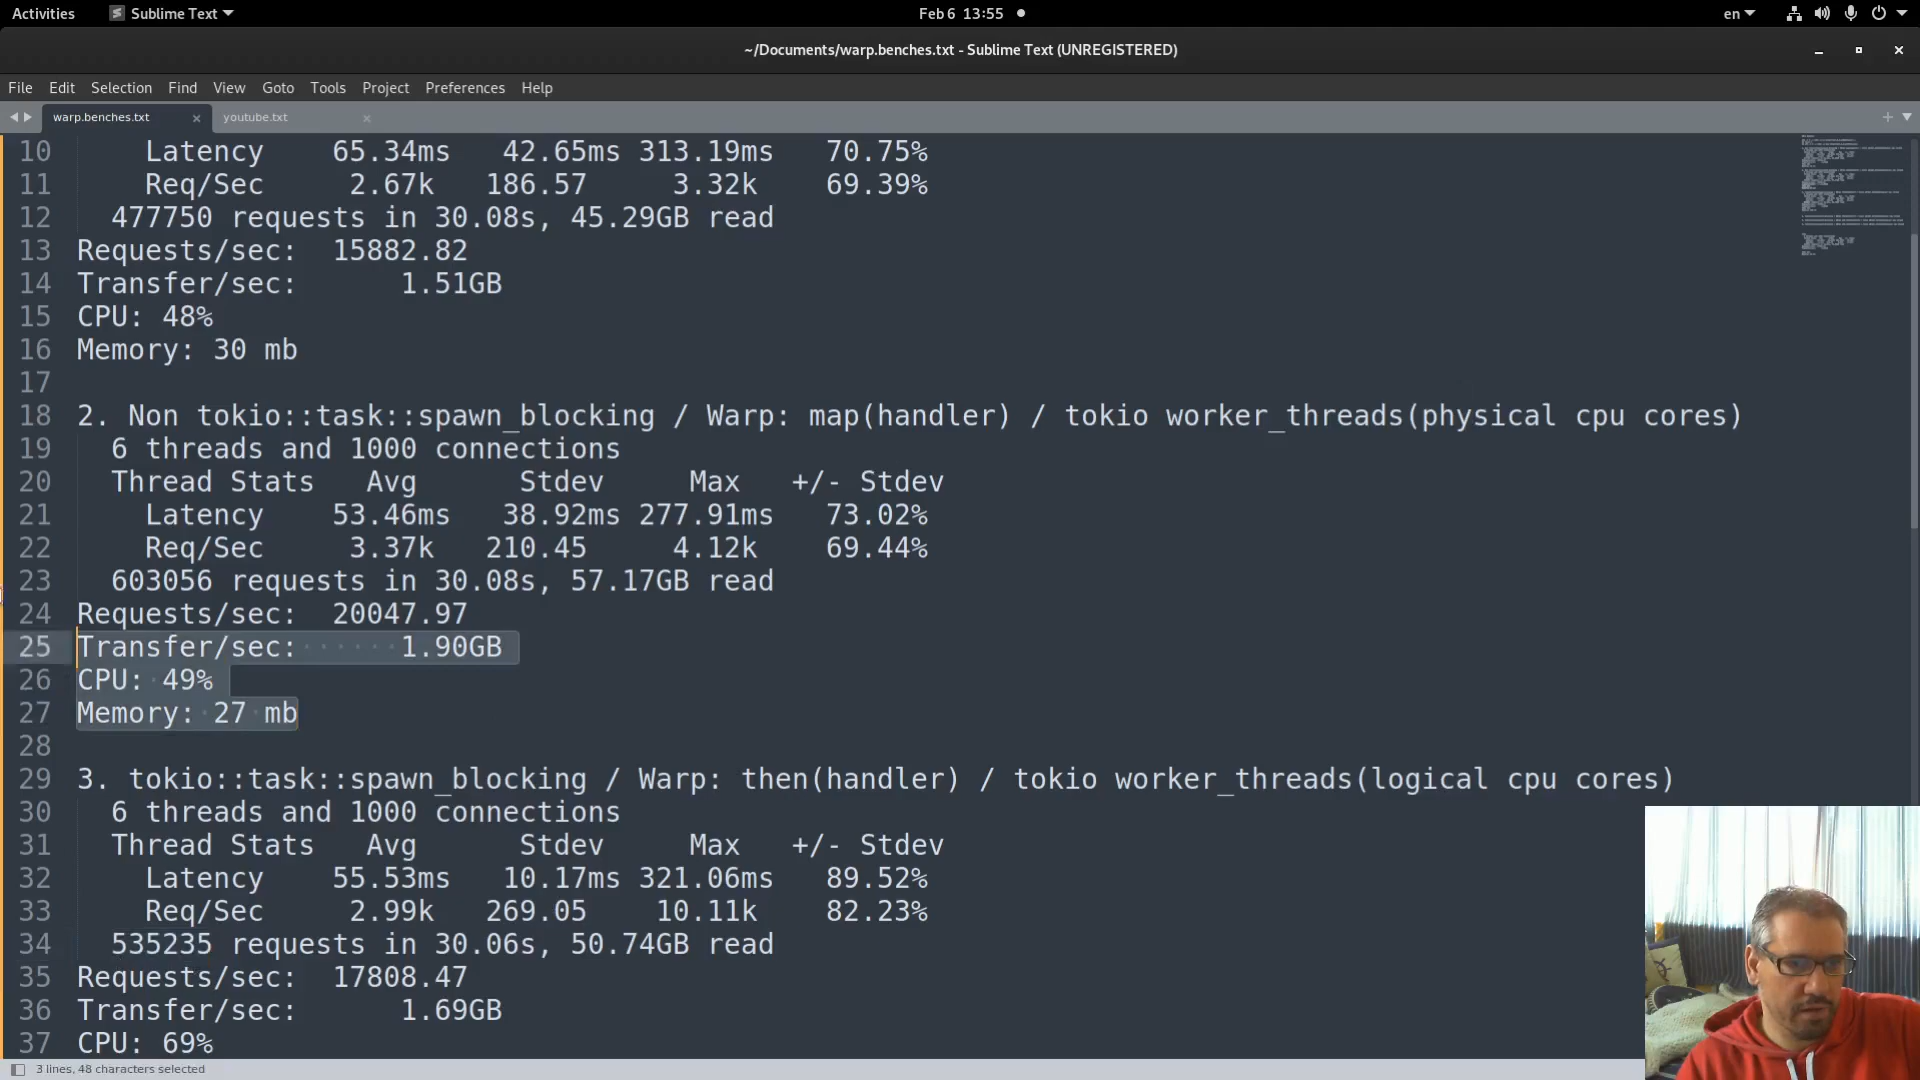 Activities
Sublime Text
Feb 6 13:55
en
~/Documents/warp.benches.txt - Sublime Text (UNREGISTERED)
File Edit Selection Find View Goto Tools Project Preferences Help
warp.benches.txt
youtube.txt
10 Latency 65.34ms 42.65ms 313.19ms 70.75%
11 Req/Sec 2.67k 186.57 3.32k 69.39%
12 477750 requests in 30.08s, 45.29GB read
13 Requests/sec: 15882.82
14 Transfer/sec: 1.51GB
15 CPU: 48%
16 Memory: 30 mb
17
18 2. Non tokio::task::spawn_blocking / Warp: map(handler) / tokio worker_threads(physical cpu cores)
19 6 threads and 1000 connections
20 Thread Stats Avg Stdev Max +/- Stdev
21 Latency 53.46ms 38.92ms 277.91ms 73.02%
22 Req/Sec 3.37k 210.45 4.12k 69.44%
23 603056 requests in 30.08s, 57.17GB read
24 Requests/sec: 20047.97
25 Transfer/sec: 1.90GB
26 CPU: 49%
27 Memory: 27 mb
28
29 3. tokio::task::spawn_blocking / Warp: then(handler) / tokio worker_threads(logical cpu cores)
30 6 threads and 1000 connections
31 Thread Stats Avg Stdev Max +/- Stdev
32 Latency 55.53ms 10.17ms 321.06ms 89.52%
33 Req/Sec 2.99k 269.05 10.11k 82.23%
34 535235 requests in 30.06s, 50.74GB read
35 Requests/sec: 17808.47
36 Transfer/sec: 1.69GB
37 CPU: 69%
3 lines, 48 characters selected